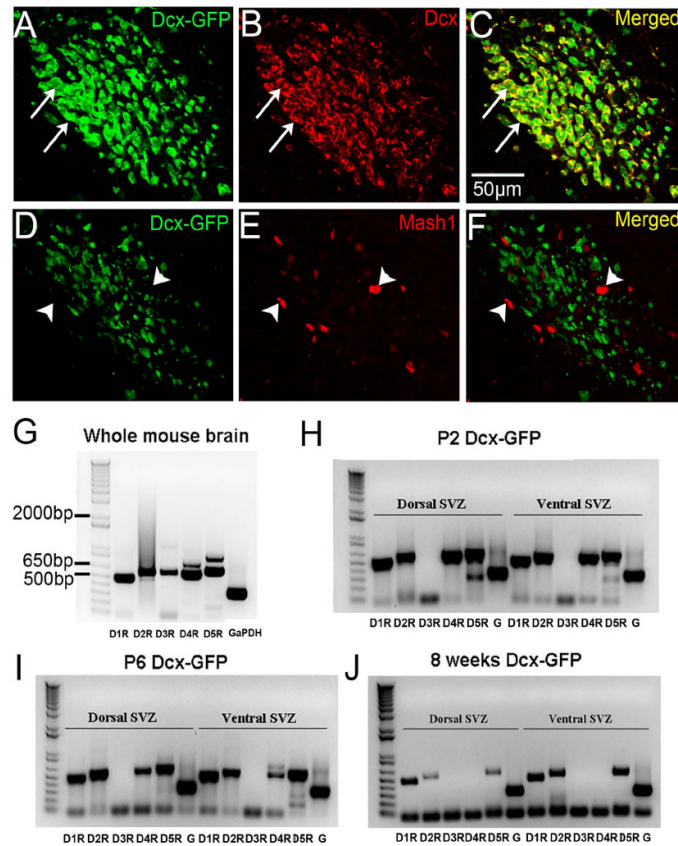 A Dcx-GFP
B Dcx
C Merged
50µm
D Dcx-GFP
E Mash1
F Merged
G
Whole mouse brain
2000bp
650bp
500bp
D1R D2R D3R D4R D5R GaPDH
H
P2 Dcx-GFP
Dorsal SVZ Ventral SVZ
D1R D2R D3R D4R D5R G D1R D2R D3R D4R D5R G
I
P6 Dcx-GFP
Dorsal SVZ Ventral SVZ
D1R D2R D3R D4R D5R G D1R D2R D3R D4R D5R G
J
8 weeks Dcx-GFP
Dorsal SVZ Ventral SVZ
D1R D2R D3R D4R D5R G D1R D2R D3R D4R D5R G